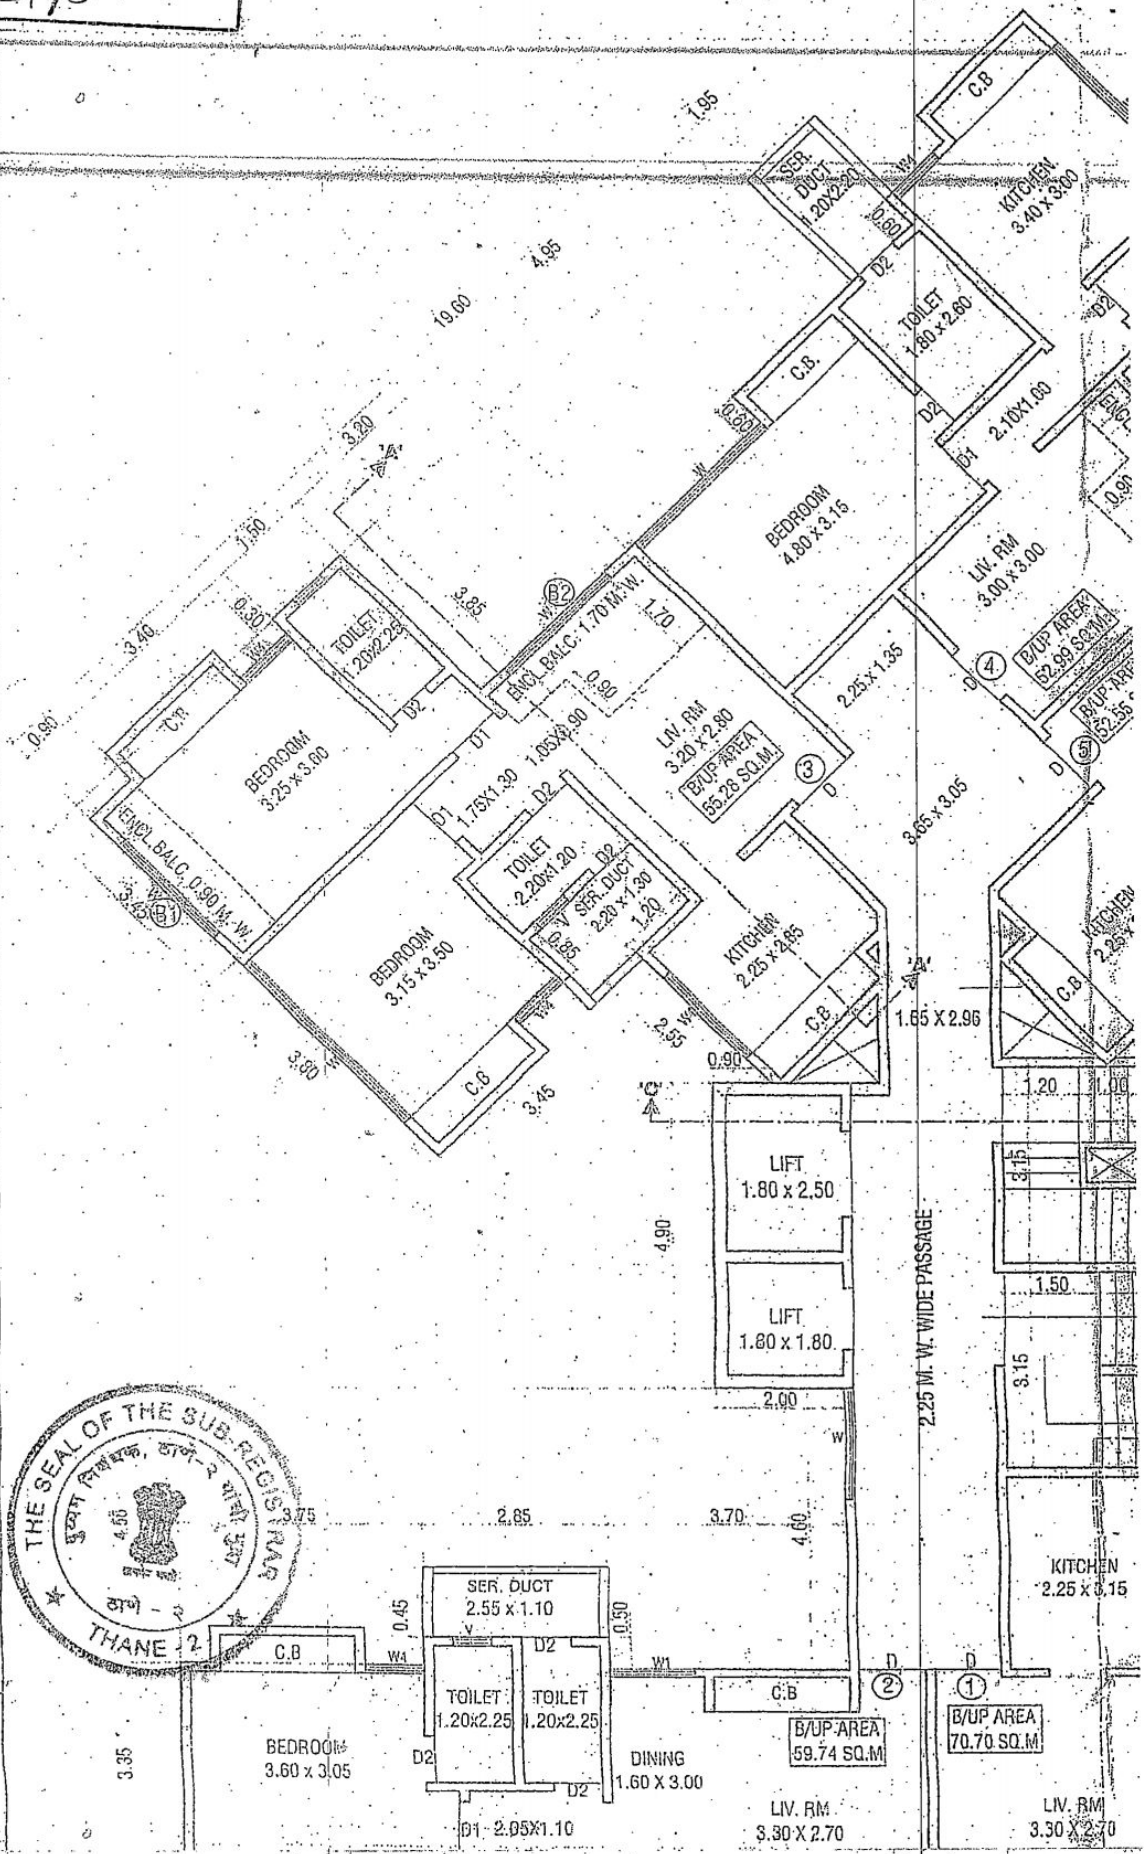 1.95
C.B
W4
KITCHEN
3.40 x 3.00
SER.
DUCT
1.20X2.20
0.60
D2
4.95
19.60
TOILET
1.80 x 2.60
D2
C.B.
D2
2.10X1.00
D1
0.60
W
3.20
'A'
BEDROOM
4.80 x 3.15
0.90
1.50
LIV. RM
3.00 x 3.00
B2
W
ENCL.BALC. 1.70 M. W.
1.70
3.85
0.30
3.40
W4
TOILET
1.20x2.25
D2
B/UP AREA
52.99 SQ.M.
4
D
2.25 x 1.35
0.90
C.B
0.80
LIV. RM
3.20 x 2.80
B/UP AREA
55.28 SQ.M.
3
D
5
D
BEDROOM
3.25 x 3.60
D1
1.05X0.90
1.75X1.30
D2
D1
3.65 x 3.05
ENCL.BALC. 0.90 M. W.
W
3.45
B1
TOILET
2.20x1.20
D2
SER. DUCT
2.20 x 1.30
1.20
V
0.85
BEDROOM
3.15 x 3.50
KITCHEN
2.25 x 2.85
KITCHEN
C.B
'A'
C.B
1.65 X 2.96
W4
2.55
W
0.90
3.80
W
C.B
3.45
'C'
1.20
1.00
LIFT
1.80 x 2.50
3.15
4.90
2.25 M. W. WIDE PASSAGE
1.50
LIFT
1.80 x 1.80
3.15
2.00
W
THE SEAL OF THE SUB-REGISTRAR
THANE - 2
ठाणे - २
4.55
3.75
2.85
3.70
4.60
KITCHEN
2.25 x 3.15
SER. DUCT
2.55 x 1.10
0.45
0.50
V
D2
C.B
W4
W1
D
D
C.B
2
1
TOILET
1.20x2.25
TOILET
1.20x2.25
B/UP AREA
59.74 SQ.M
B/UP AREA
70.70 SQ.M
3.35
BEDROOM
3.60 x 3.05
D2
D2
DINING
1.60 X 3.00
D1
2.05X1.10
LIV. RM
3.30 X 2.70
LIV. RM
3.30 X 2.70